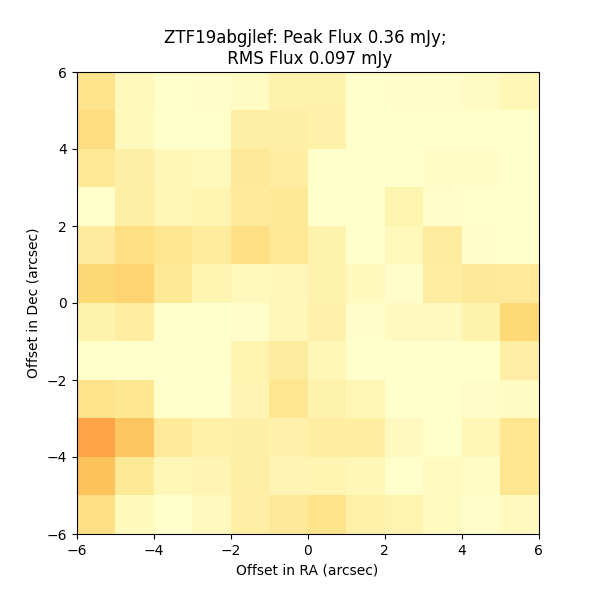 ZTF19abgjlef: Peak Flux 0.36 mJy;
RMS Flux 0.097 mJy
6
4
2
0
−2
−4
−6
Offset in Dec (arcsec)
−6 −4 −2 0 2 4 6
Offset in RA (arcsec)